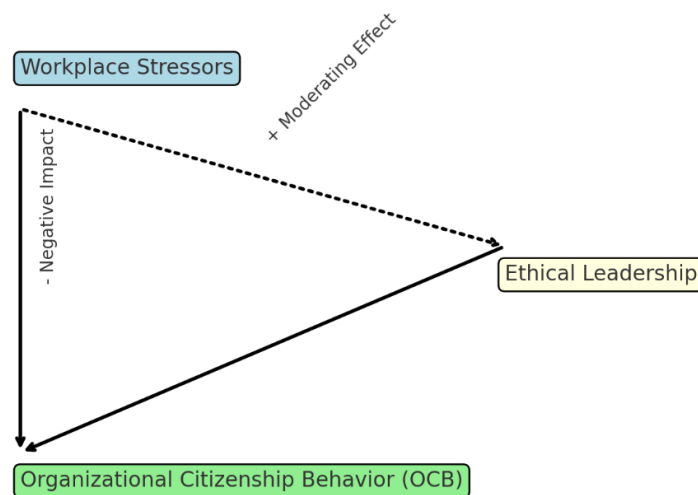 Workplace Stressors
+ Moderating Effect
- Negative Impact
Ethical Leadership
Organizational Citizenship Behavior (OCB)